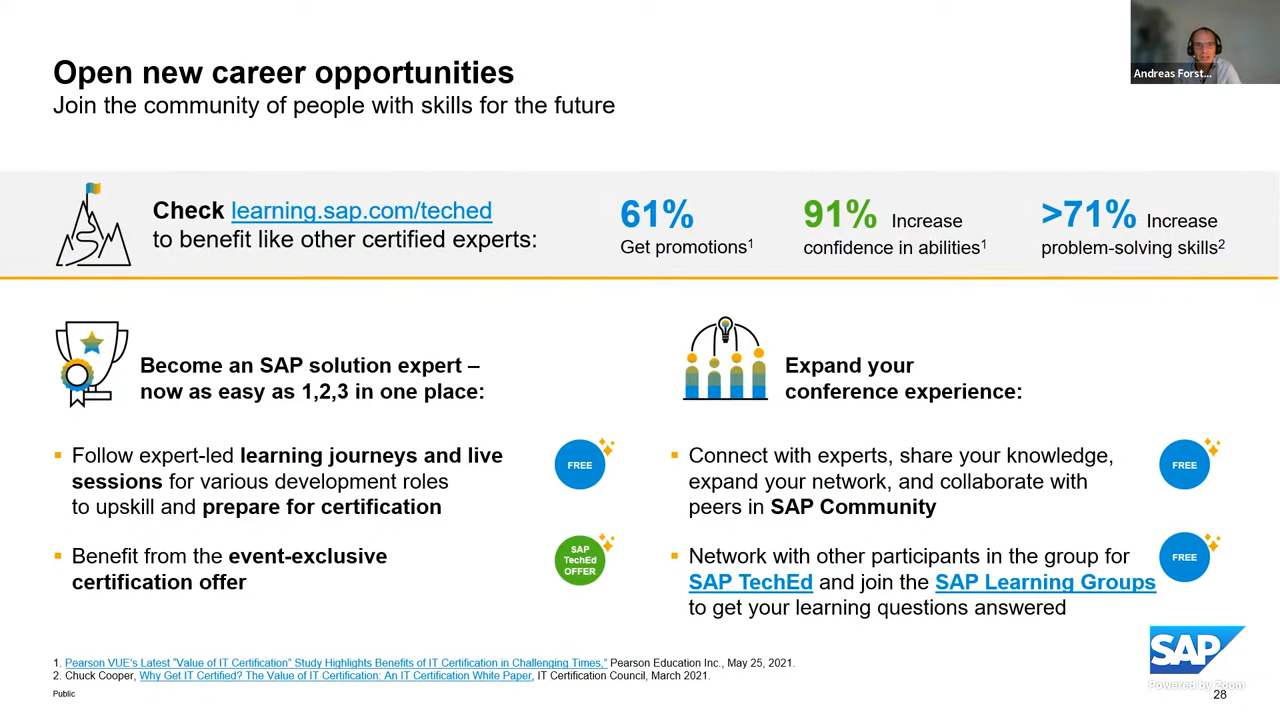 Andreas Forst...
Open new career opportunities
Join the community of people with skills for the future
Check learning.sap.com/teched
to benefit like other certified experts:
61%
Get promotions1
91% Increase
confidence in abilities1
>71% Increase
problem-solving skills2
Become an SAP solution expert –
now as easy as 1,2,3 in one place:
▪ Follow expert-led learning journeys and live
sessions for various development roles
to upskill and prepare for certification
FREE
▪ Benefit from the event-exclusive
certification offer
SAP
TechEd
OFFER
Expand your
conference experience:
▪ Connect with experts, share your knowledge,
expand your network, and collaborate with
peers in SAP Community
FREE
▪ Network with other participants in the group for
SAP TechEd and join the SAP Learning Groups
to get your learning questions answered
FREE
1. Pearson VUE's Latest "Value of IT Certification" Study Highlights Benefits of IT Certification in Challenging Times," Pearson Education Inc., May 25, 2021.
2. Chuck Cooper, Why Get IT Certified? The Value of IT Certification: An IT Certification White Paper, IT Certification Council, March 2021.
Public
SAP
Powered by Zoom
28